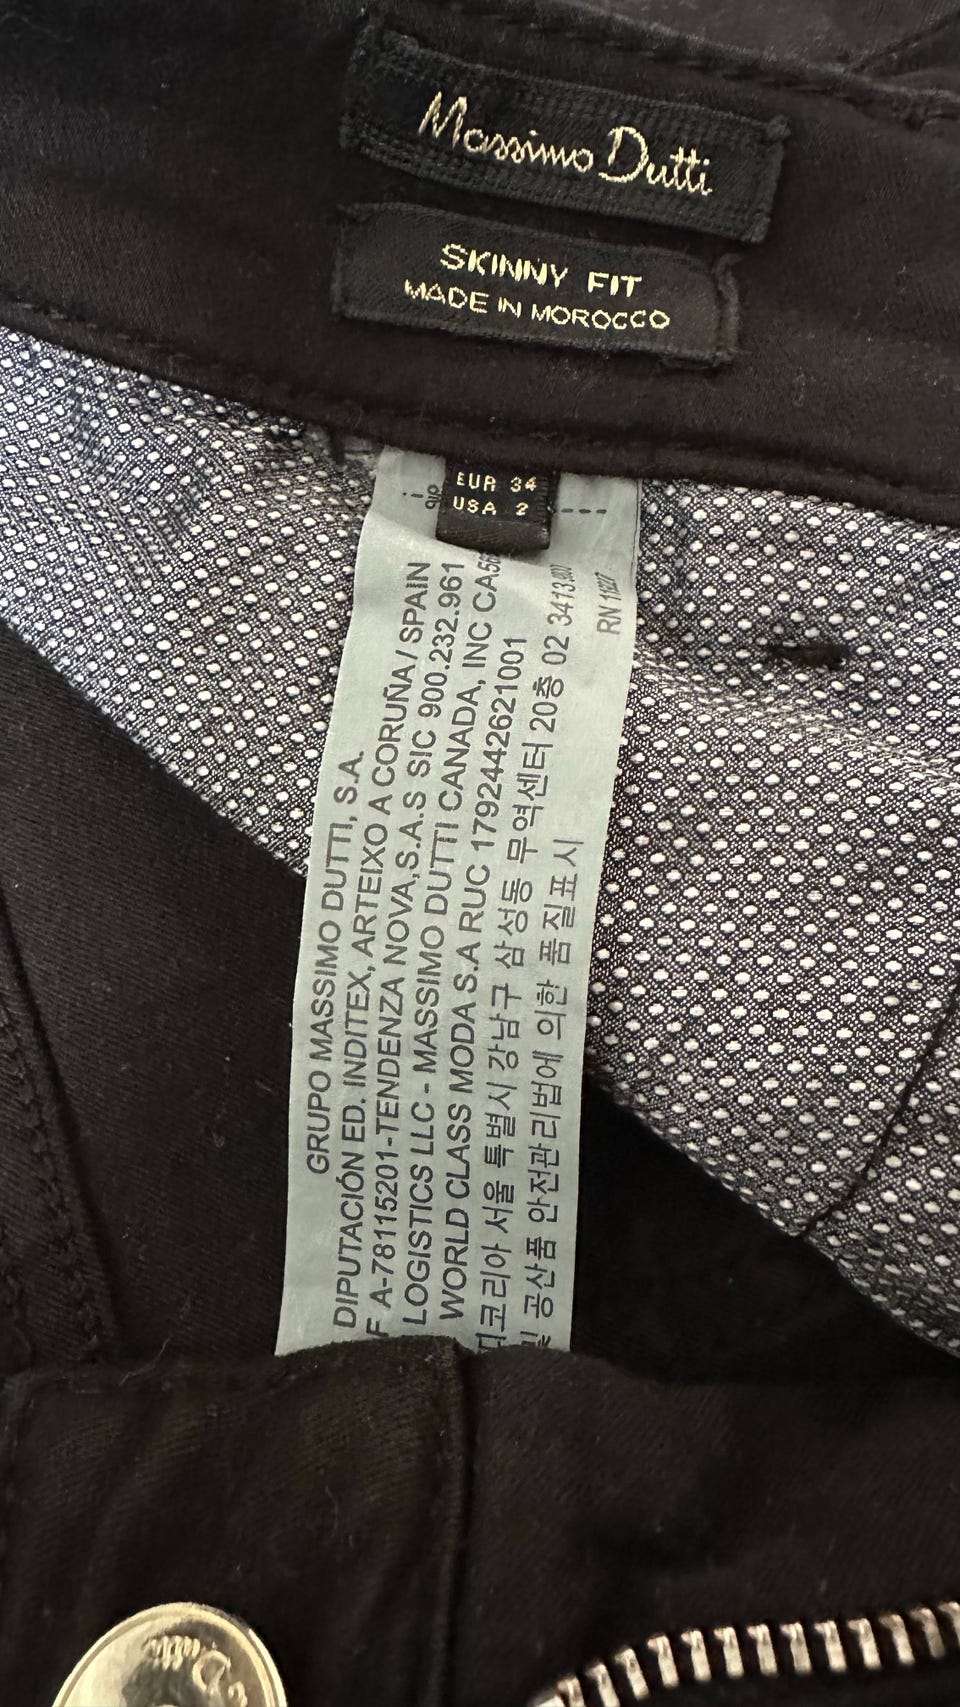 Massimo Dutti
SKINNY FIT
MADE IN MOROCCO
EUR 34
USA 2
GRUPO MASSIMO DUTTI, S.A.
DIPUTACIÓN ED. INDITEX, ARTEIXO A CORUÑA / SPAIN
F A-78115201-TENDENZA NOVA,S.A.S SIC 900.232.961
LOGISTICS LLC - MASSIMO DUTTI CANADA, INC
WORLD CLASS MODA S.A RUC 1792442621001
디코리아 서울 특별시 강남구 삼성동 무역센터 20층 02
공산품 안전관리법에 의한 품질표시
RN
Dutti